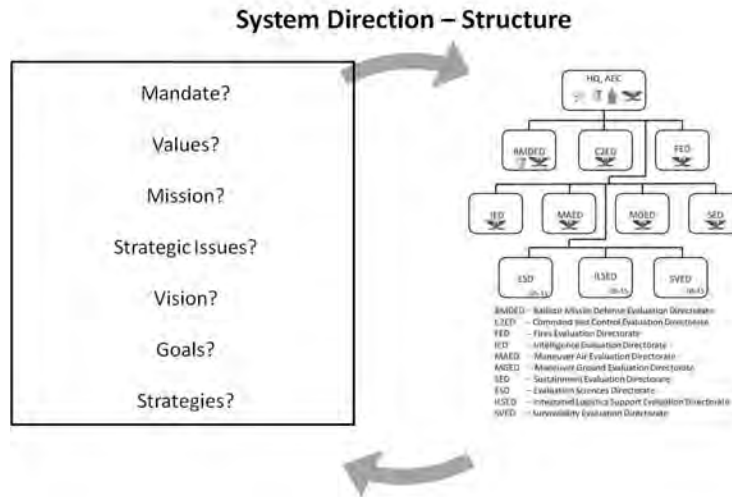 System Direction – Structure
Mandate?
Values?
Mission?
Strategic Issues?
Vision?
Goals?
Strategies?
HQ, AEC
BMDED
C2ED
FED
IED
MAED
MGED
SED
ESD
ILSED
SVED
BMDED – Ballistic Missile Defense Evaluation Directorate
C2ED – Command and Control Evaluation Directorate
FED – Fires Evaluation Directorate
IED – Intelligence Evaluation Directorate
MAED – Maneuver Air Evaluation Directorate
MGED – Maneuver Ground Evaluation Directorate
SED – Sustainment Evaluation Directorate
ESD – Evaluation Sciences Directorate
ILSED – Integrated Logistics Support Evaluation Directorate
SVED – Survivability Evaluation Directorate